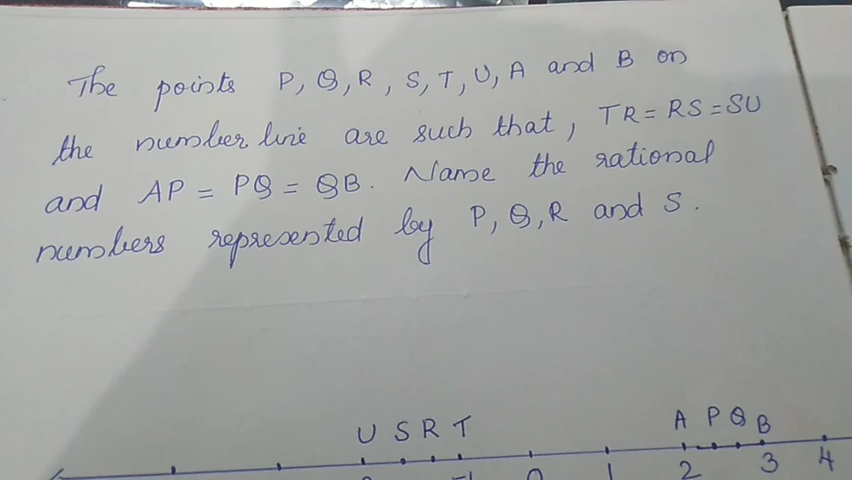 The points P, Q, R, S, T, U, A and B on
the number line are such that, TR = RS = SU
and AP = PQ = QB. Name the rational
numbers represented by P, Q, R and S.
U S R T A P Q B
-1 0 1 2 3 4